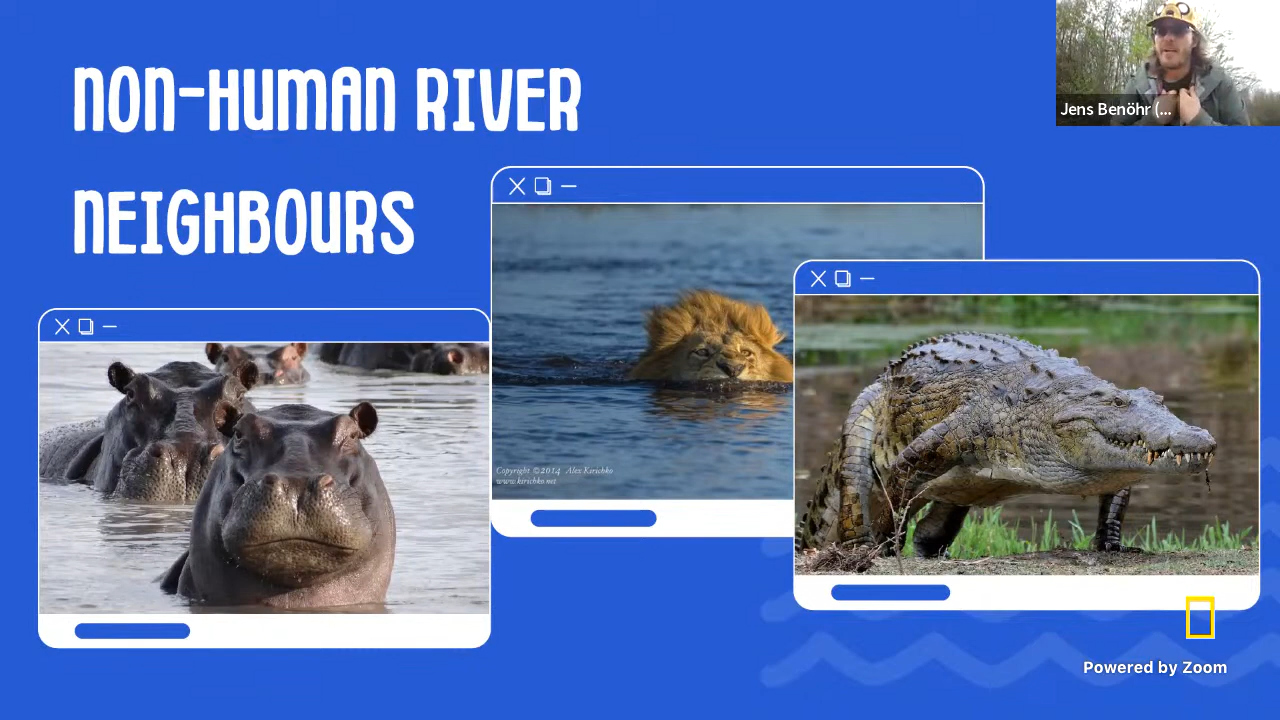 NON-HUMAN RIVER
NEIGHBOURS
Jens Benöhr (...
Copyright ©2014 Alex Kirichko
www.kirichko.net
Powered by Zoom